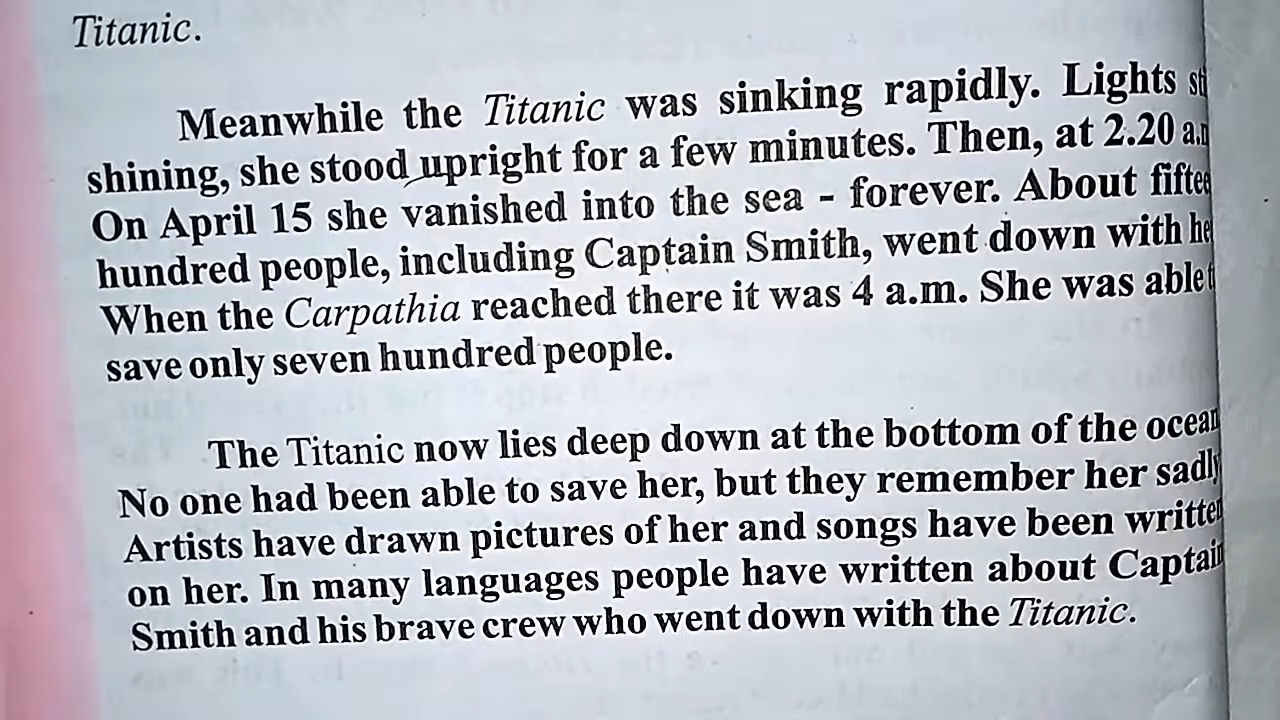 Titanic.
Meanwhile the Titanic was sinking rapidly. Lights
shining, she stood upright for a few minutes. Then, at 2.20
On April 15 she vanished into the sea - forever. About
hundred people, including Captain Smith, went down with
When the Carpathia reached there it was 4 a.m. She was able
save only seven hundred people.
The Titanic now lies deep down at the bottom of the ocean
No one had been able to save her, but they remember her sadly
Artists have drawn pictures of her and songs have been written
on her. In many languages people have written about Captain
Smith and his brave crew who went down with the Titanic.